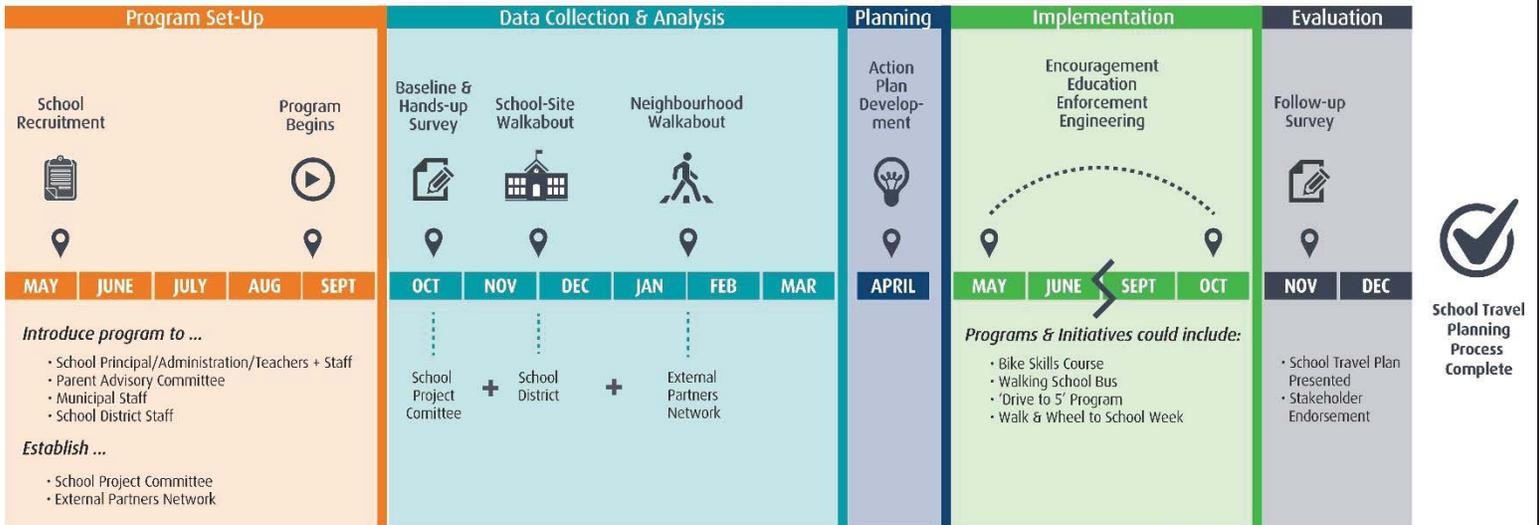 Program Set-Up
School
Recruitment
Program
Begins
MAY
JUNE
JULY
AUG
SEPT
Introduce program to ...
• School Principal/Administration/Teachers + Staff
• Parent Advisory Committee
• Municipal Staff
• School District Staff
Establish ...
• School Project Committee
• External Partners Network
Data Collection & Analysis
Baseline &
Hands-up
Survey
School-Site
Walkabout
Neighbourhood
Walkabout
OCT
NOV
DEC
JAN
FEB
MAR
School
Project
Comittee
+
School
District
+
External
Partners
Network
Planning
Action
Plan
Develop-
ment
APRIL
Implementation
Encouragement
Education
Enforcement
Engineering
MAY
JUNE
SEPT
OCT
Programs & Initiatives could include:
• Bike Skills Course
• Walking School Bus
• 'Drive to 5' Program
• Walk & Wheel to School Week
Evaluation
Follow-up
Survey
NOV
DEC
• School Travel Plan
Presented
• Stakeholder
Endorsement
School Travel
Planning
Process
Complete